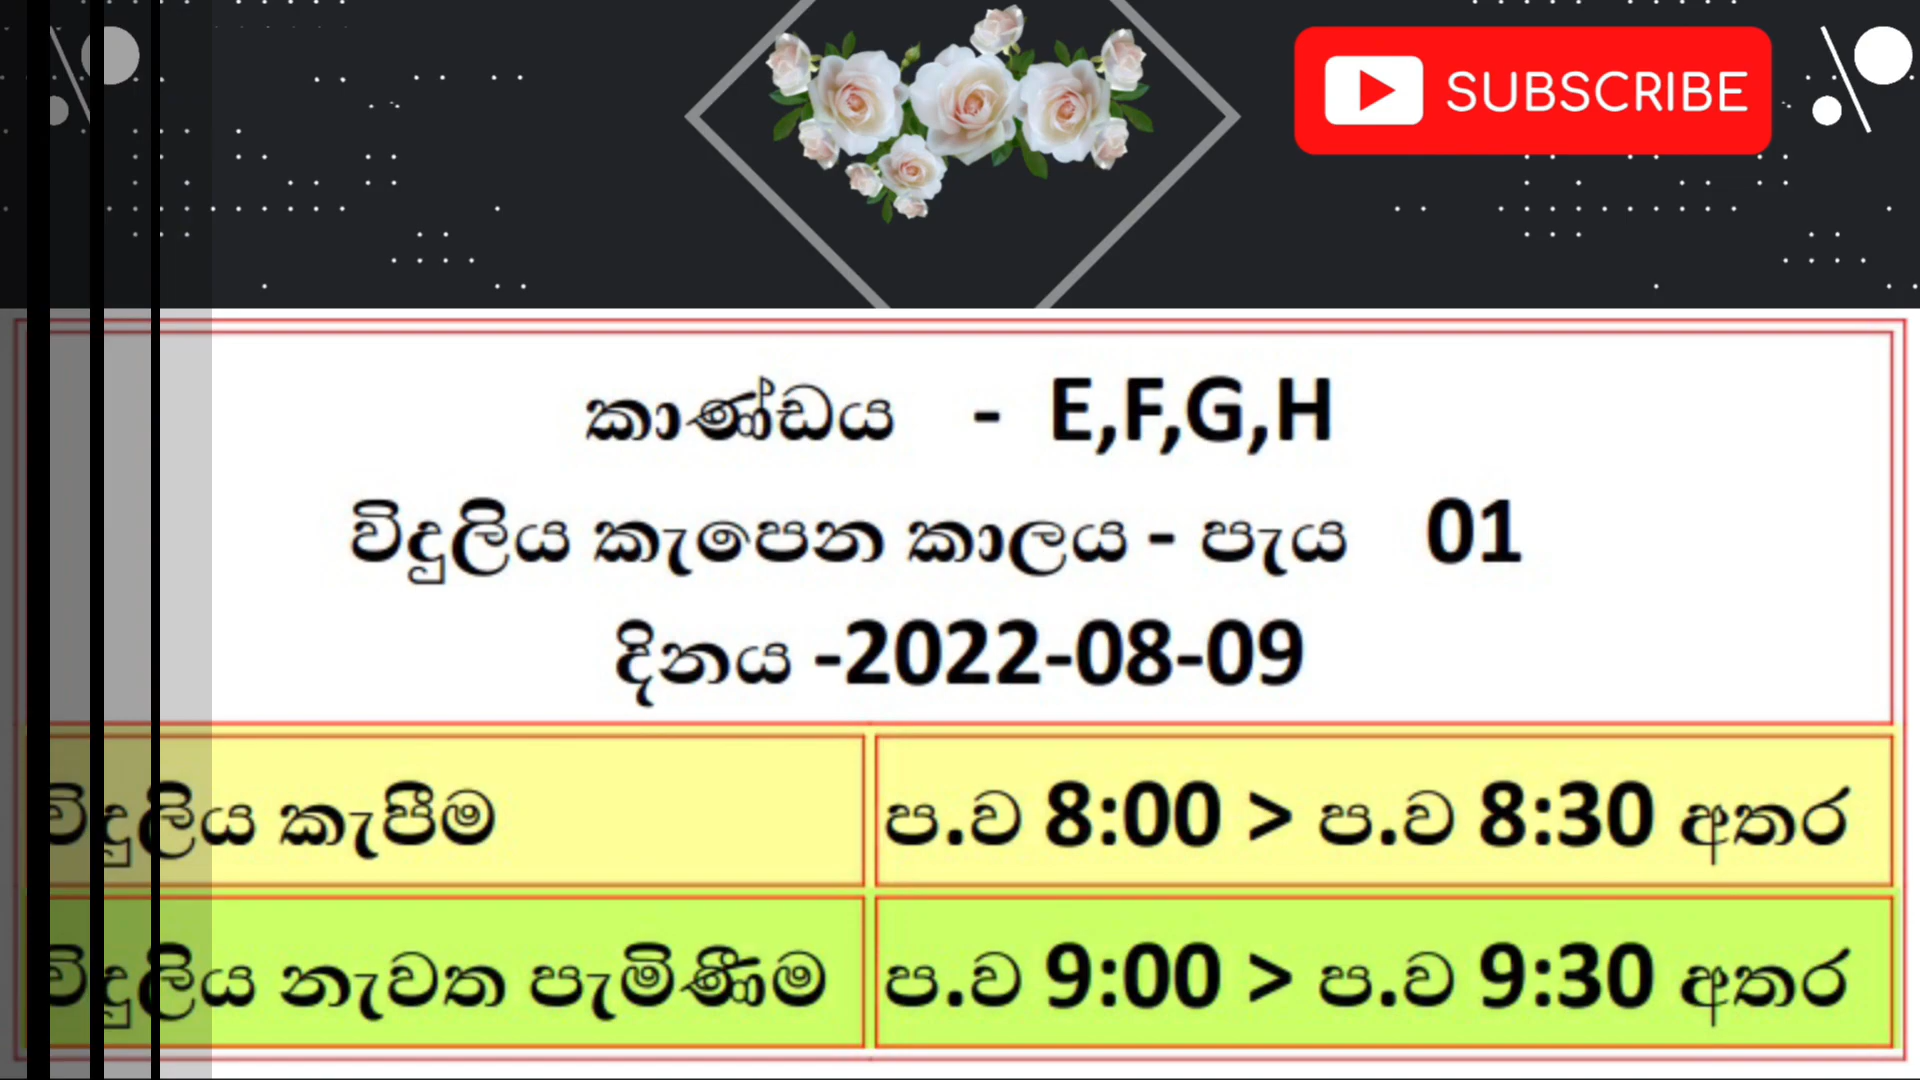 SUBSCRIBE
කාණ්ඩය - E,F,G,H
විදුලිය කැපෙන කාලය - පැය 01
දිනය -2022-08-09
විදුලිය කැපීම ප.ව 8:00 > ප.ව 8:30 අතර
විදුලිය නැවත පැමිණීම ප.ව 9:00 > ප.ව 9:30 අතර